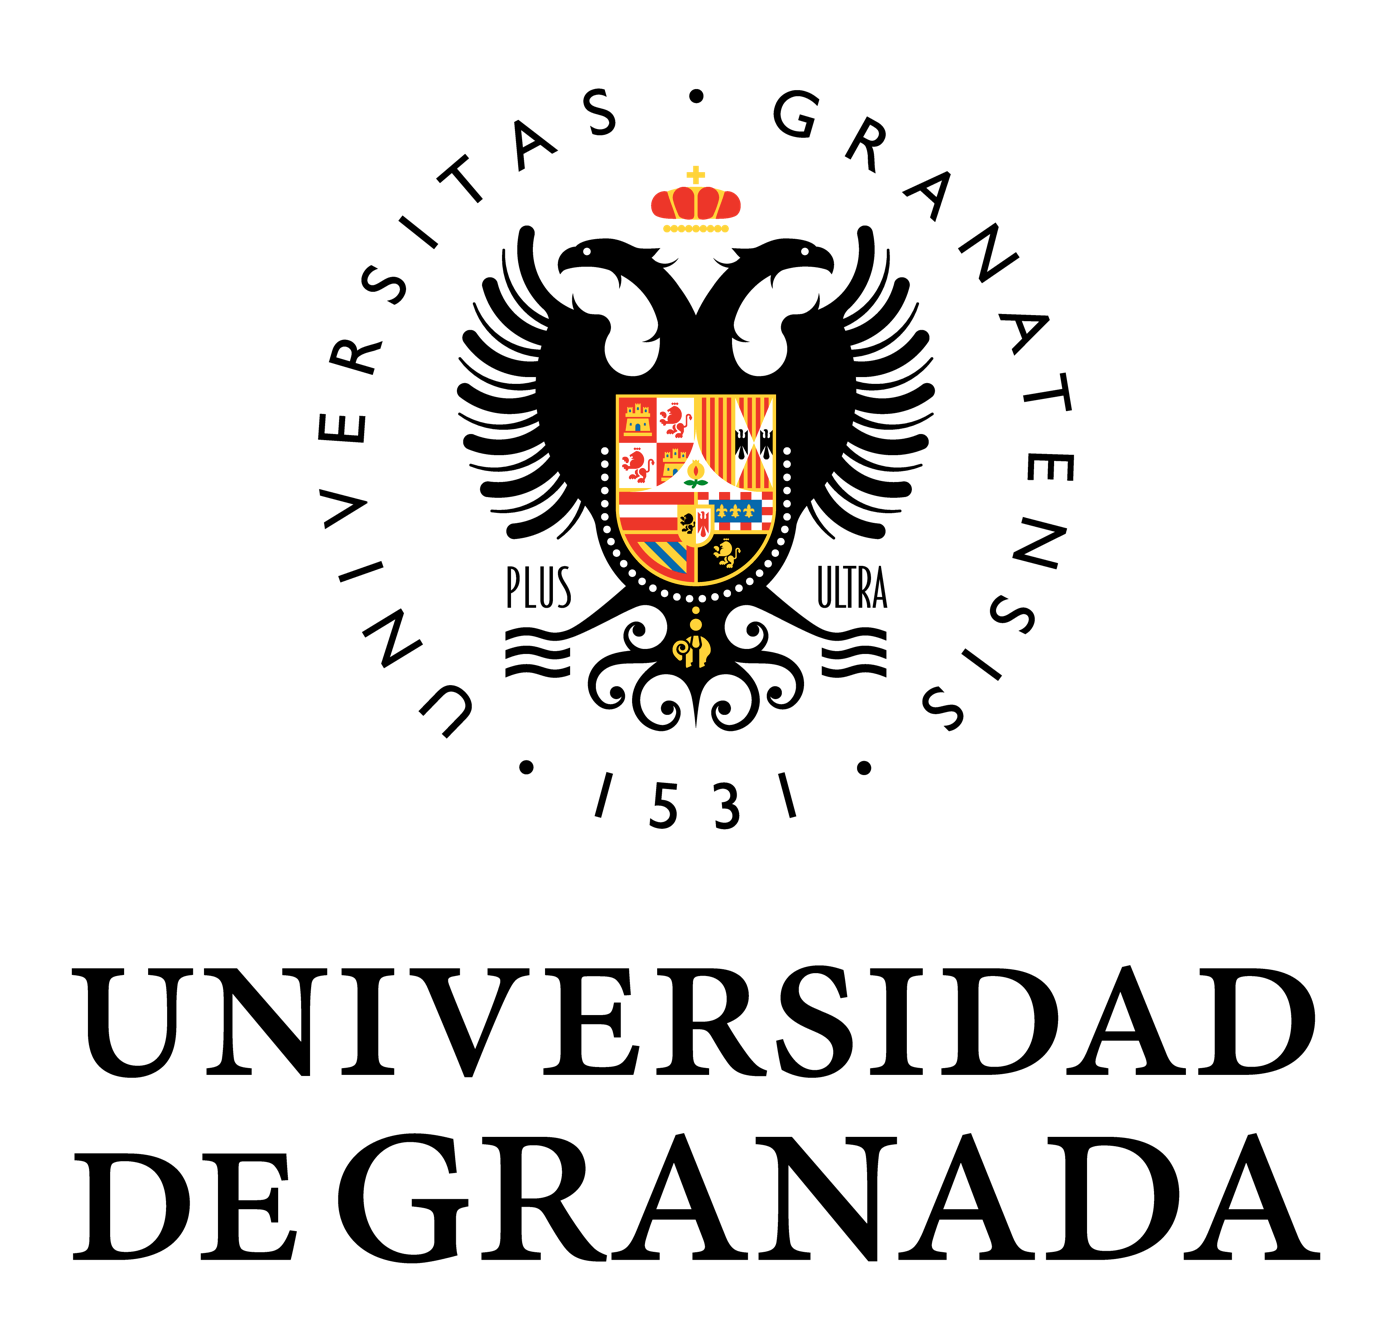 UNIVERSITAS · GRANATENSIS
· 1531 ·
PLUS ULTRA
UNIVERSIDAD
DE GRANADA